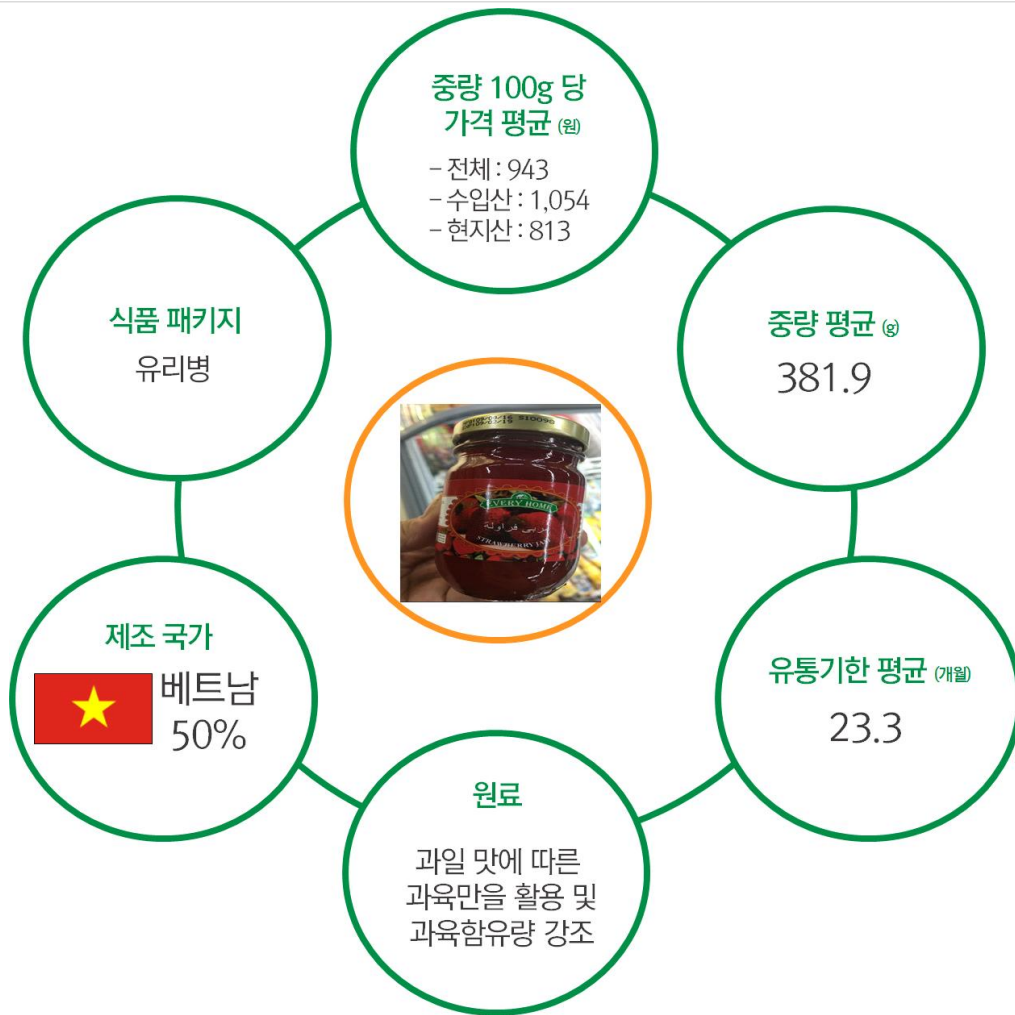 중량 100g 당
가격 평균 (원)
- 전체 : 943
- 수입산 : 1,054
- 현지산 : 813
식품 패키지
유리병
중량 평균 (g)
381.9
EVERY HOME
مربى فراولة
STRAWBERRY JAM
제조 국가
베트남
50%
유통기한 평균 (개월)
23.3
원료
과일 맛에 따른
과육만을 활용 및
과육함유량 강조